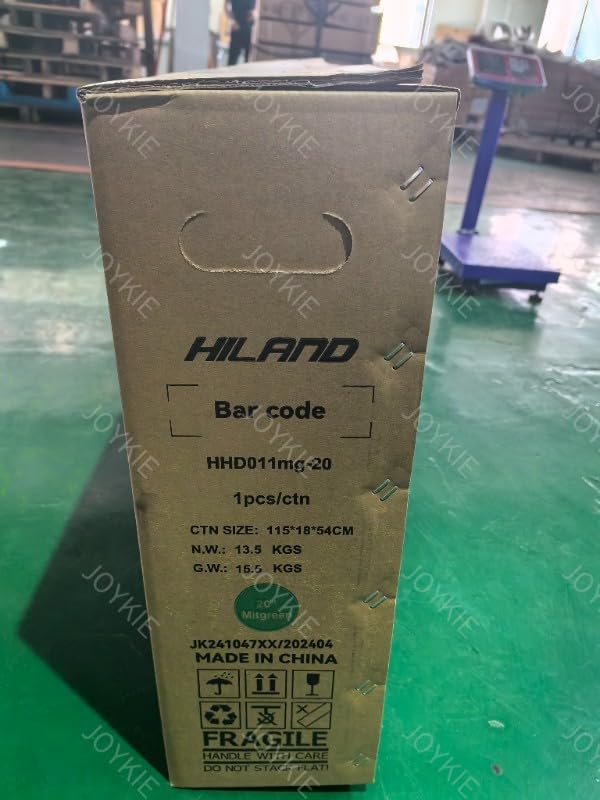 HILAND
Bar code
HHD011mg-20
1pcs/ctn
CTN SIZE: 115*18*54CM
N.W.: 13.5 KGS
G.W.: 15.5 KGS
20"
Mitgreen
JK241047XX/202404
MADE IN CHINA
FRAGILE
HANDLE WITH CARE
DO NOT STACK FLAT!
JOYKIE